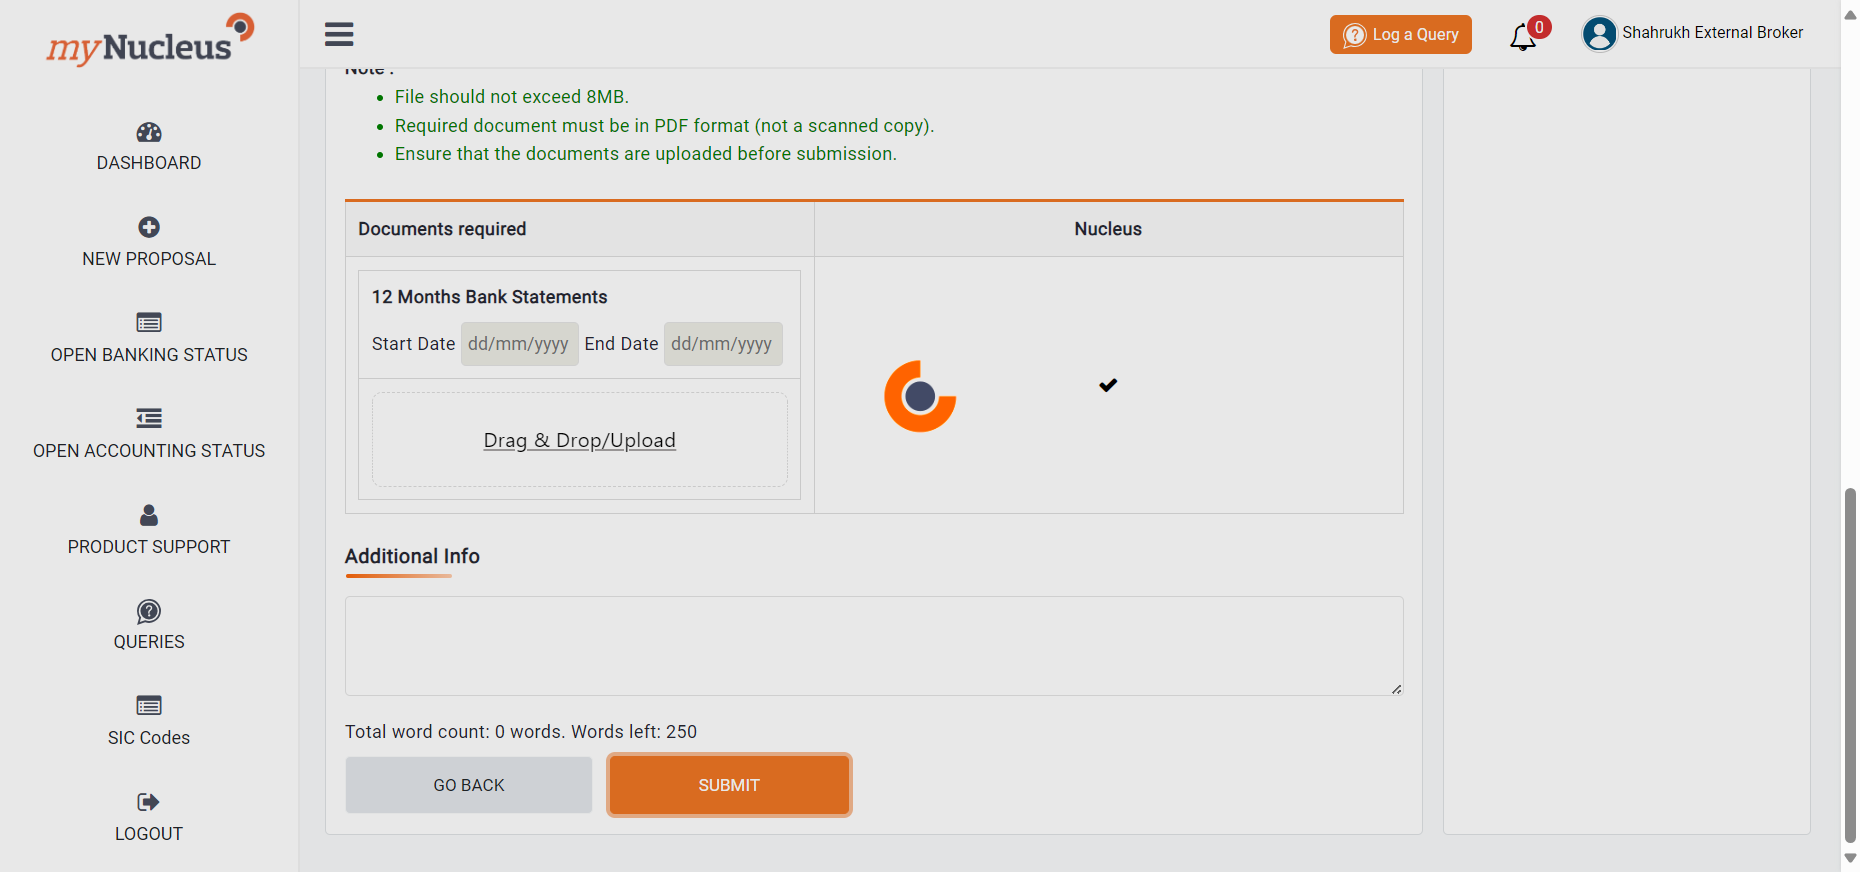 myNucleus
Log a Query
0
Shahrukh External Broker
DASHBOARD
NEW PROPOSAL
OPEN BANKING STATUS
OPEN ACCOUNTING STATUS
PRODUCT SUPPORT
QUERIES
SIC Codes
LOGOUT
Note :
File should not exceed 8MB.
Required document must be in PDF format (not a scanned copy).
Ensure that the documents are uploaded before submission.
Documents required
Nucleus
12 Months Bank Statements
Start Date dd/mm/yyyy End Date dd/mm/yyyy
Drag & Drop/Upload
Additional Info
Total word count: 0 words. Words left: 250
GO BACK
SUBMIT